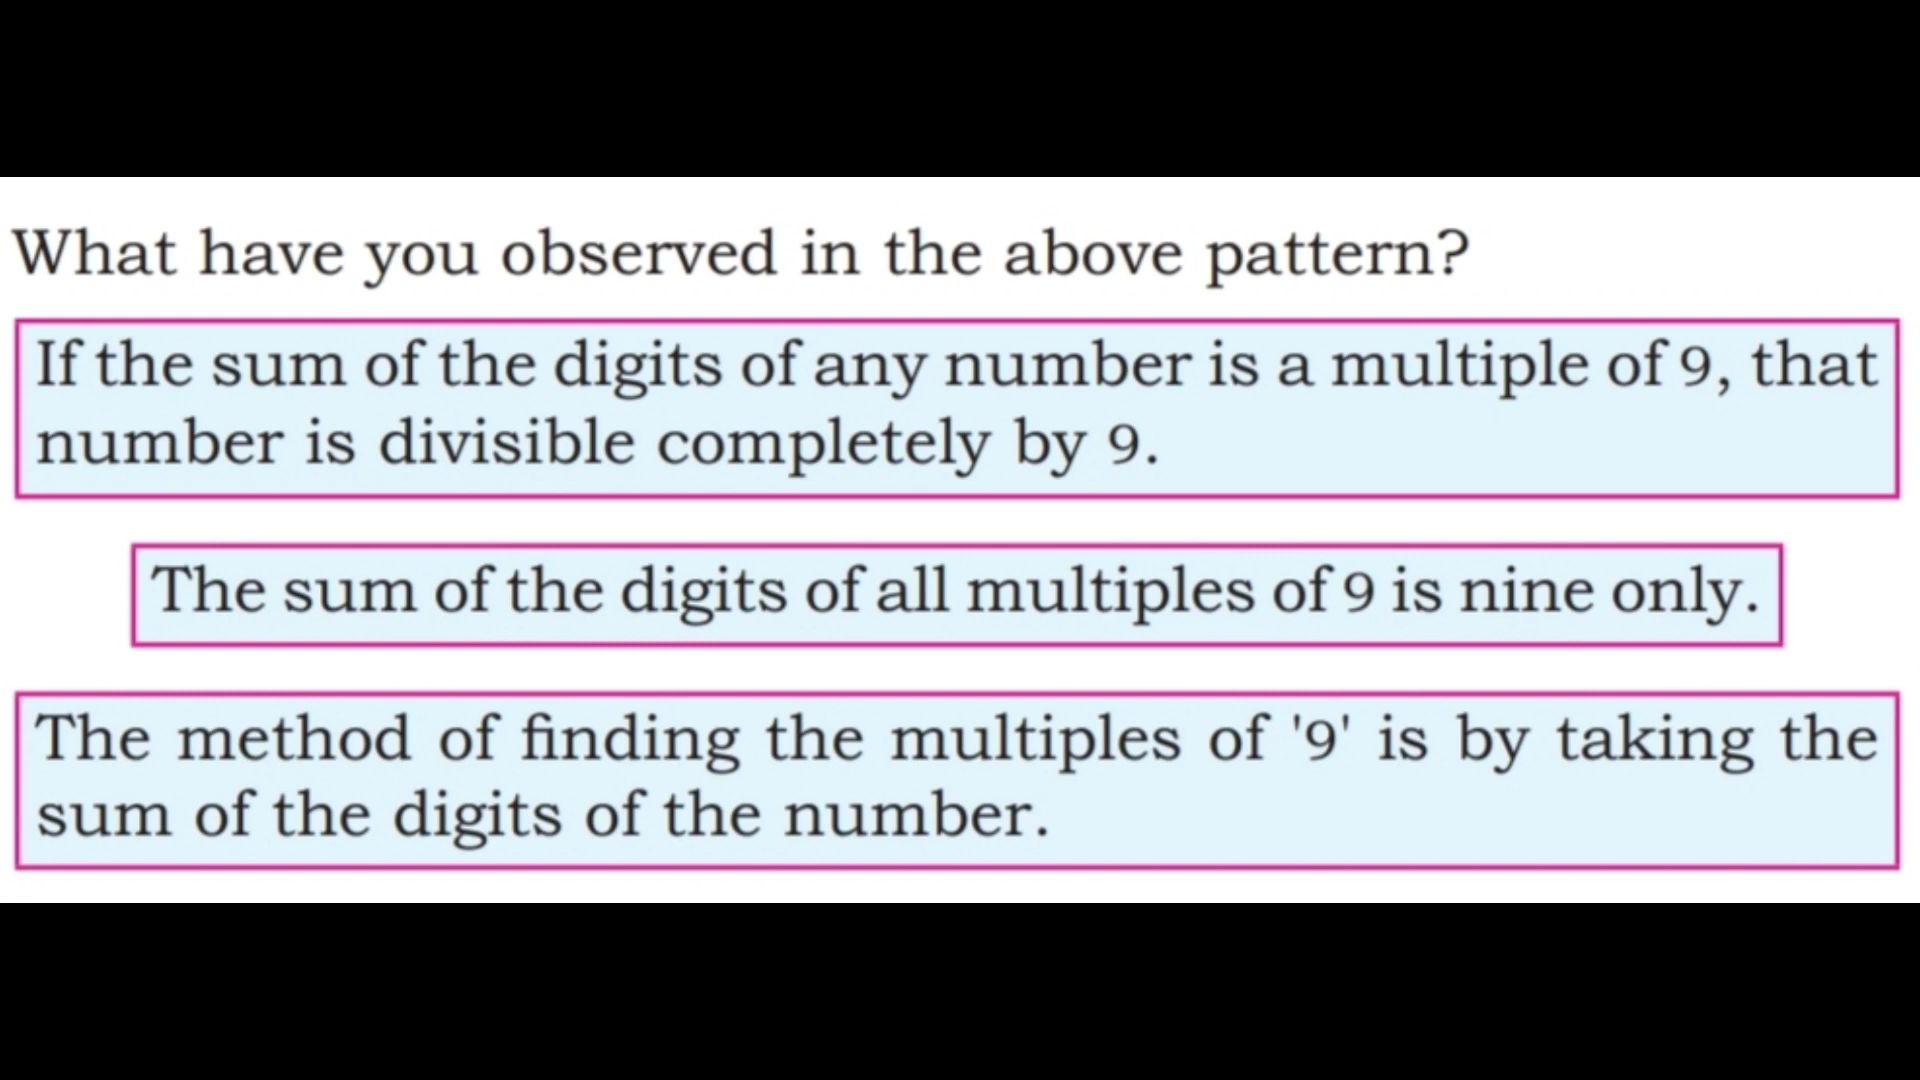 What have you observed in the above pattern?
If the sum of the digits of any number is a multiple of 9, that
number is divisible completely by 9.
The sum of the digits of all multiples of 9 is nine only.
The method of finding the multiples of '9' is by taking the
sum of the digits of the number.